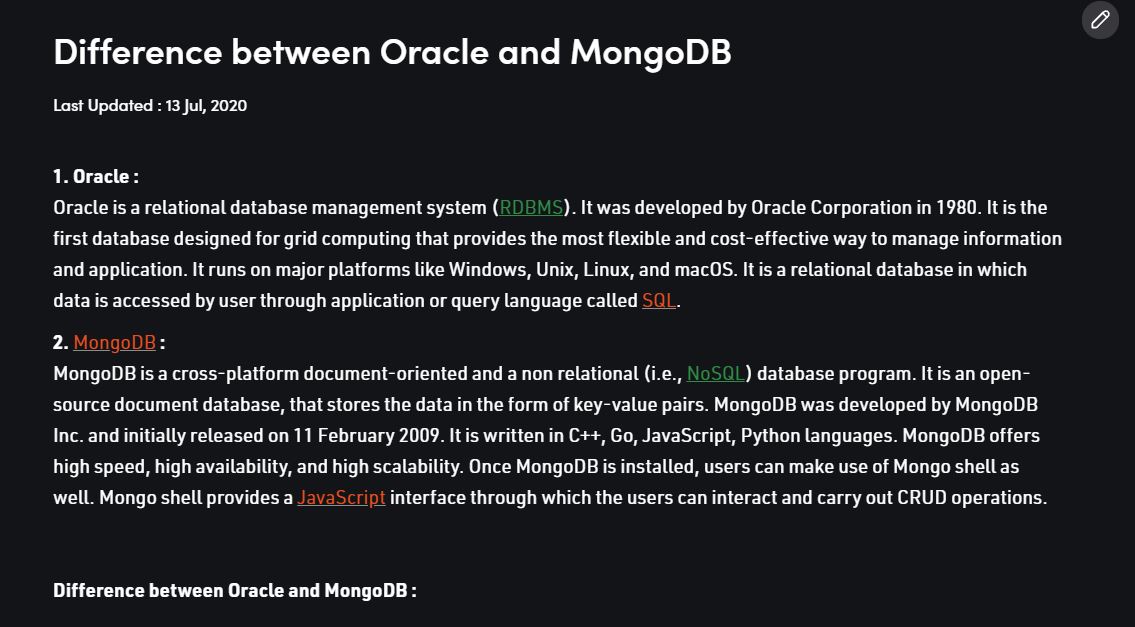 Difference between Oracle and MongoDB
Last Updated : 13 Jul, 2020
1. Oracle :
Oracle is a relational database management system (RDBMS). It was developed by Oracle Corporation in 1980. It is the
first database designed for grid computing that provides the most flexible and cost-effective way to manage information
and application. It runs on major platforms like Windows, Unix, Linux, and macOS. It is a relational database in which
data is accessed by user through application or query language called SQL.
2. MongoDB :
MongoDB is a cross-platform document-oriented and a non relational (i.e., NoSQL) database program. It is an open-
source document database, that stores the data in the form of key-value pairs. MongoDB was developed by MongoDB
Inc. and initially released on 11 February 2009. It is written in C++, Go, JavaScript, Python languages. MongoDB offers
high speed, high availability, and high scalability. Once MongoDB is installed, users can make use of Mongo shell as
well. Mongo shell provides a JavaScript interface through which the users can interact and carry out CRUD operations.
Difference between Oracle and MongoDB :